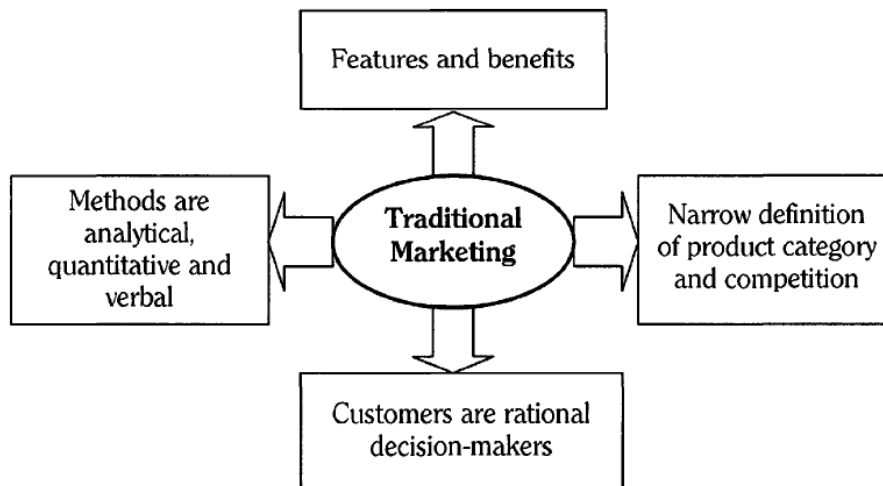 Features and benefits
Methods are
analytical,
quantitative and
verbal
Traditional
Marketing
Narrow definition
of product category
and competition
Customers are rational
decision-makers